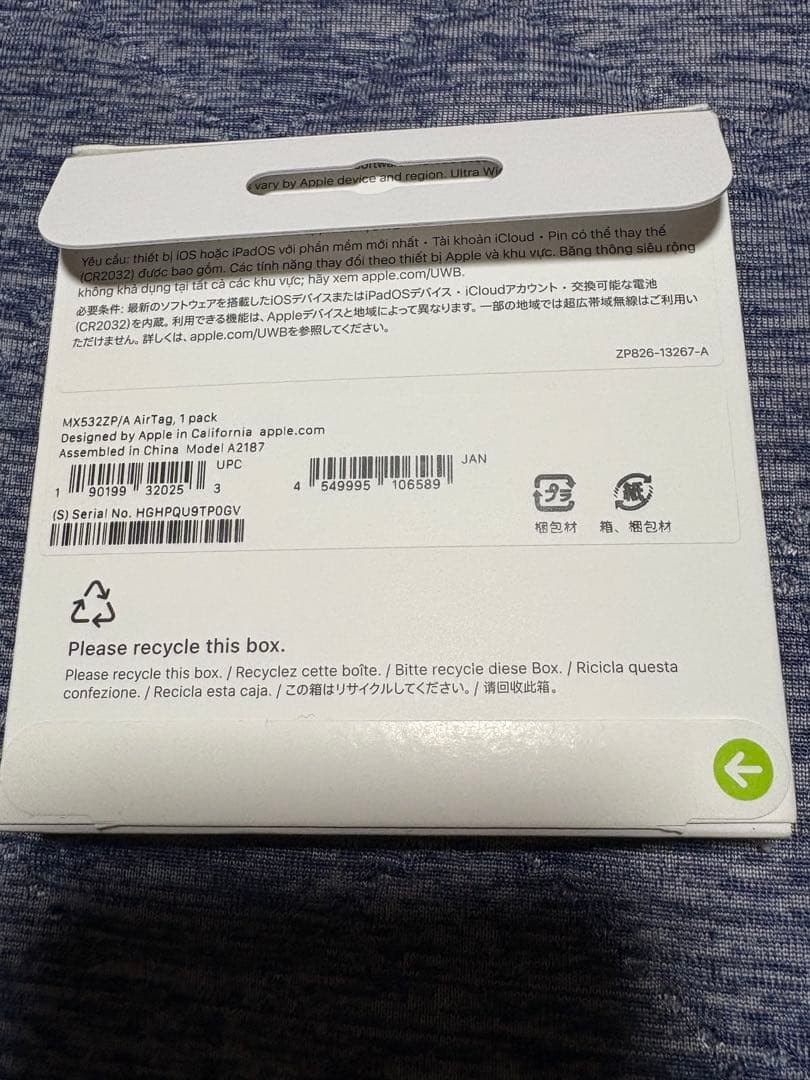 vary by Apple device and region. Ultra Wi
Yêu cầu: thiết bị iOS hoặc iPadOS với phần mềm mới nhất • Tài khoản iCloud • Pin có thể thay thế
(CR2032) được bao gồm. Các tính năng thay đổi theo thiết bị Apple và khu vực. Băng thông siêu rộng
không khả dụng tại tất cả các khu vực; hãy xem apple.com/UWB.
必要条件: 最新のソフトウェアを搭載したiOSデバイスまたはiPadOSデバイス・iCloudアカウント・交換可能な電池
(CR2032)を内蔵。利用できる機能は、Appleデバイスと地域によって異なります。一部の地域では超広帯域無線はご利用い
ただけません。詳しくは、apple.com/UWBを参照してください。
ZP826-13267-A
MX532ZP/A AirTag, 1 pack
Designed by Apple in California apple.com
Assembled in China Model A2187
UPC
1 90199 32025 3
JAN
4 549995 106589
(S) Serial No. HGHPQU9TP0GV
プラ
紙
梱包材
箱、梱包材
Please recycle this box.
Please recycle this box. / Recyclez cette boîte. / Bitte recycle diese Box. / Ricicla questa
confezione. / Recicla esta caja. / この箱はリサイクルしてください。/ 请回收此箱。